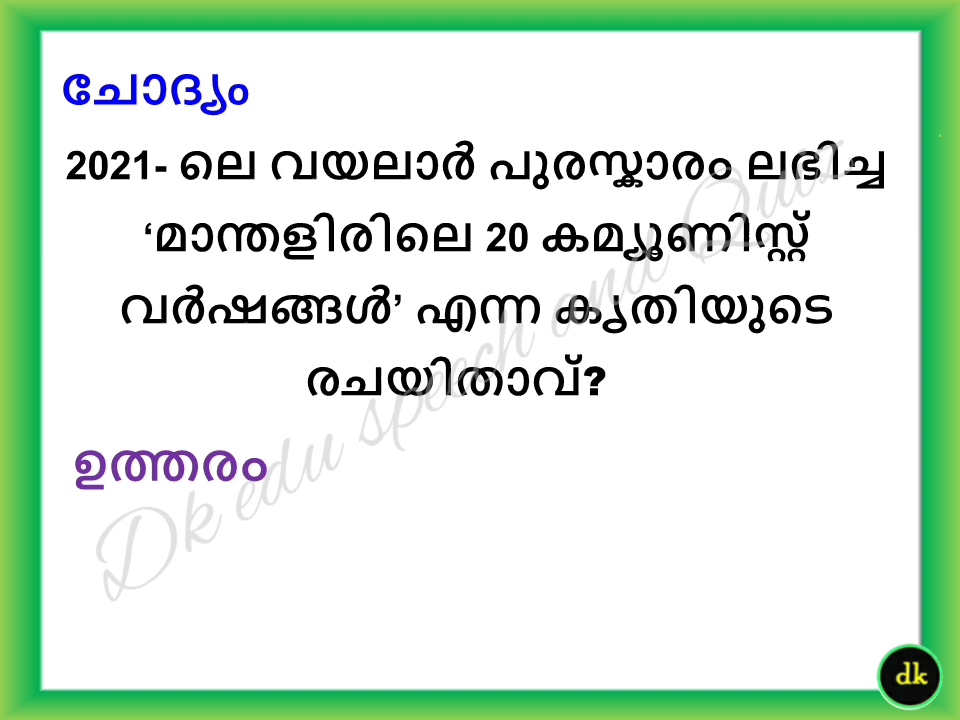 ചോദ്യം
2021- ലെ വയലാർ പുരസ്കാരം ലഭിച്ച
‘മാന്തളിരിലെ 20 കമ്യൂണിസ്റ്റ്
വർഷങ്ങൾ’ എന്ന കൃതിയുടെ
രചയിതാവ്?
ഉത്തരം
Dk edu speech and Quiz
dk